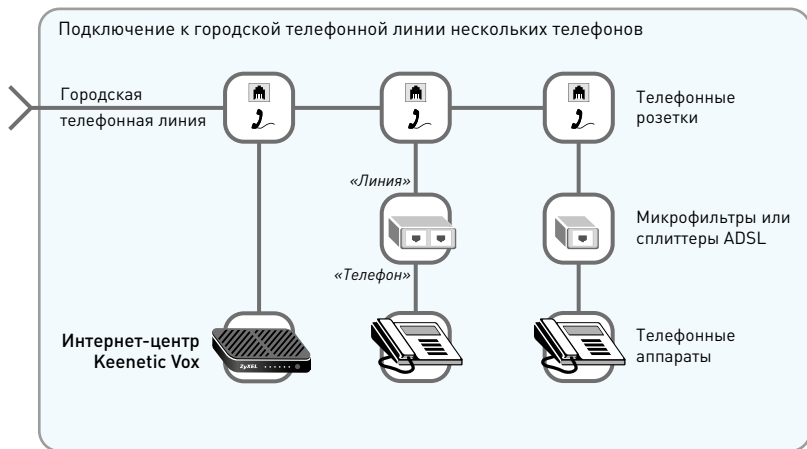 Подключение к городской телефонной линии нескольких телефонов
Городская
телефонная линия
Телефонные
розетки
«Линия»
Микрофильтры или
сплиттеры ADSL
«Телефон»
Интернет-центр
Keenetic Vox
ZyXEL
Телефонные
аппараты